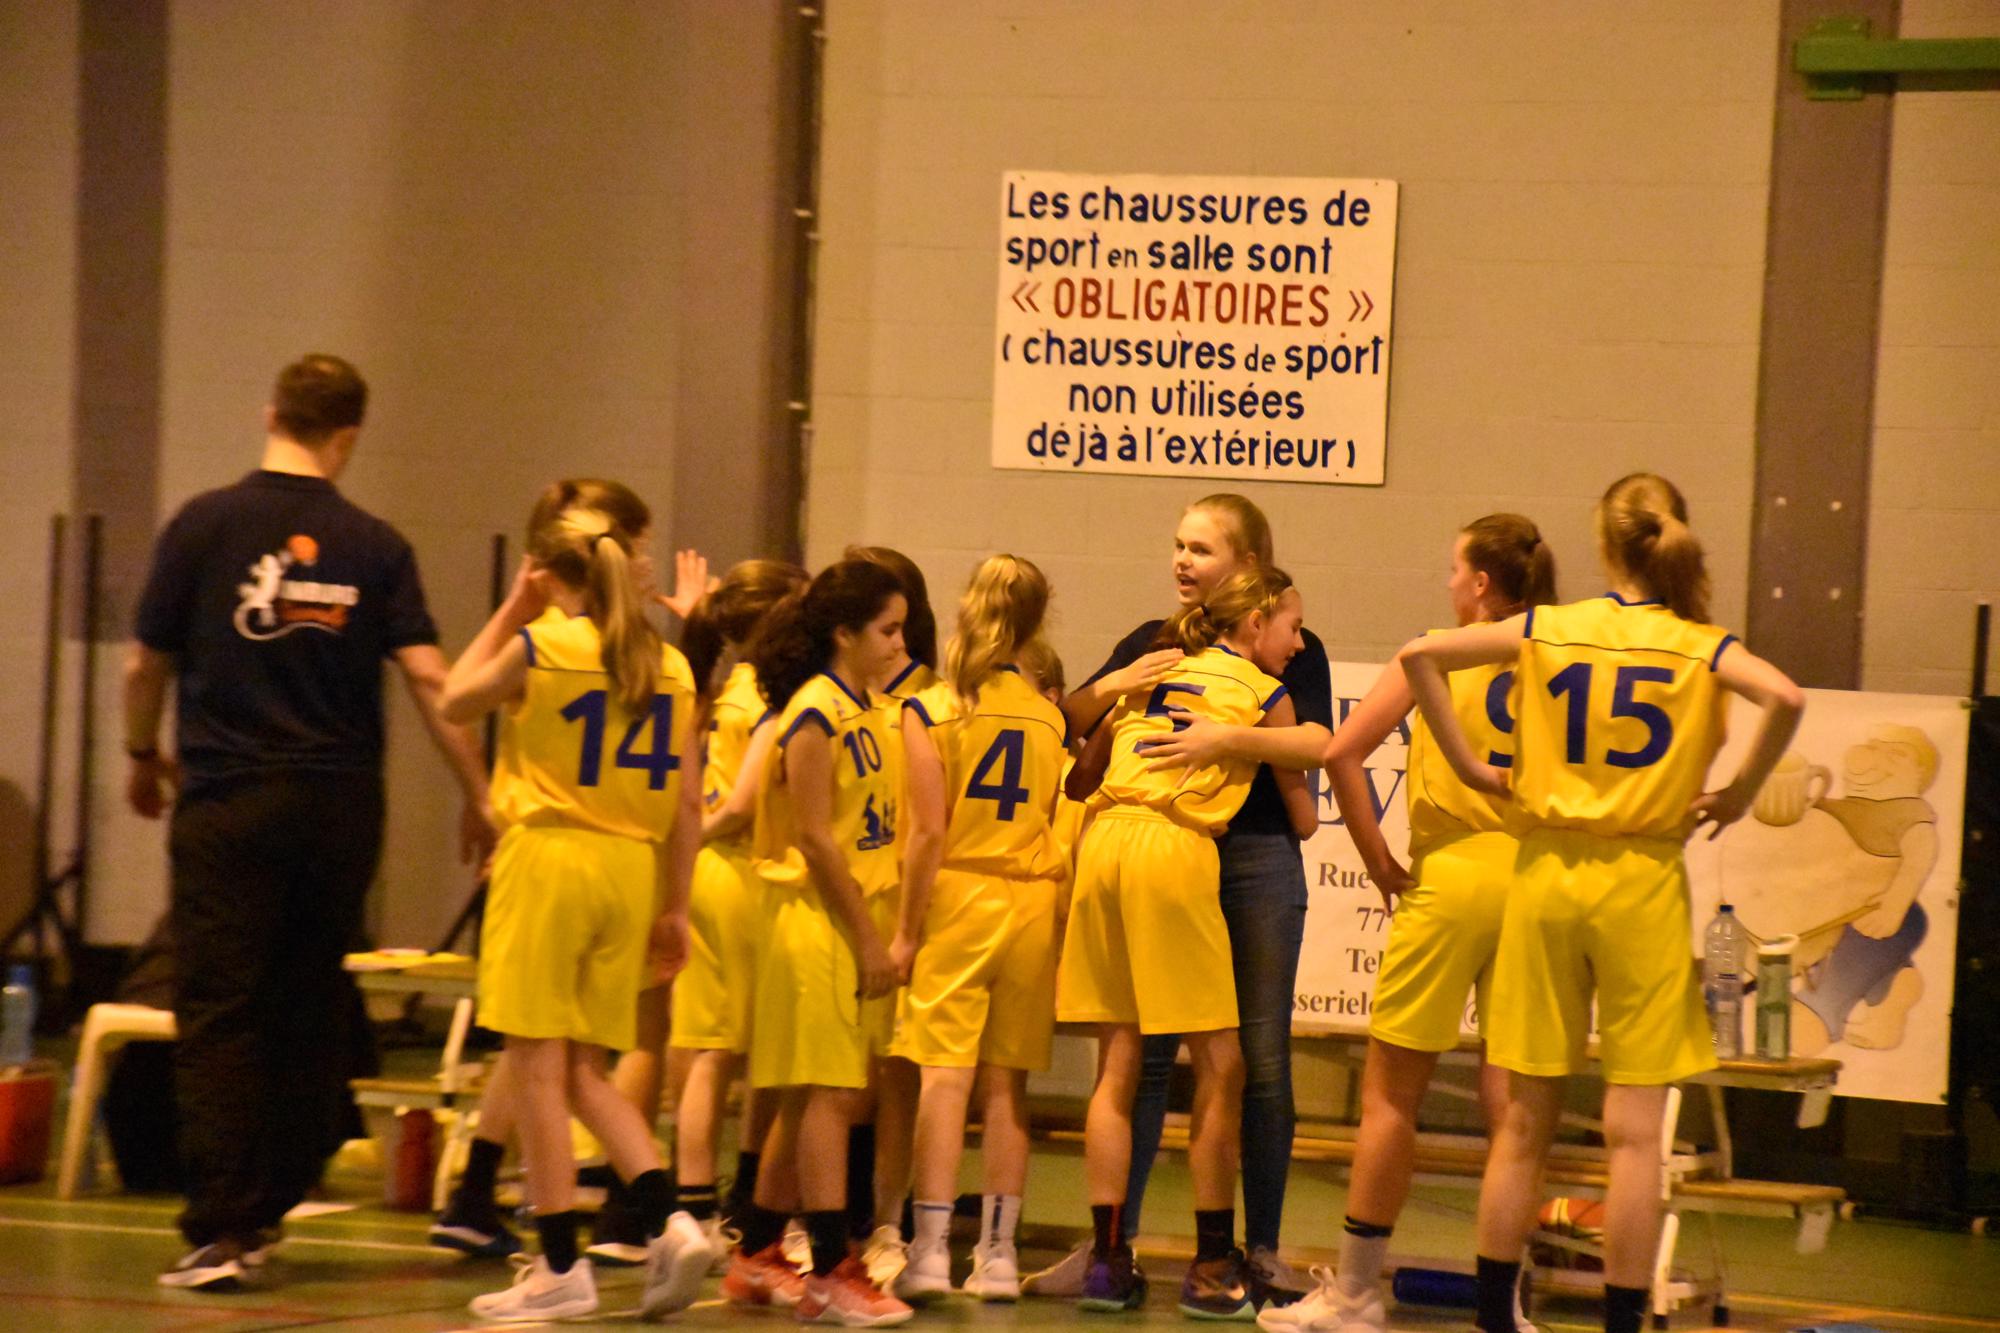 Les chaussures de
sport en salle sont
« OBLIGATOIRES »
( chaussures de sport
non utilisées
déjà à l'extérieur )
14
10
4
5
9
15
Rue
77
Tel